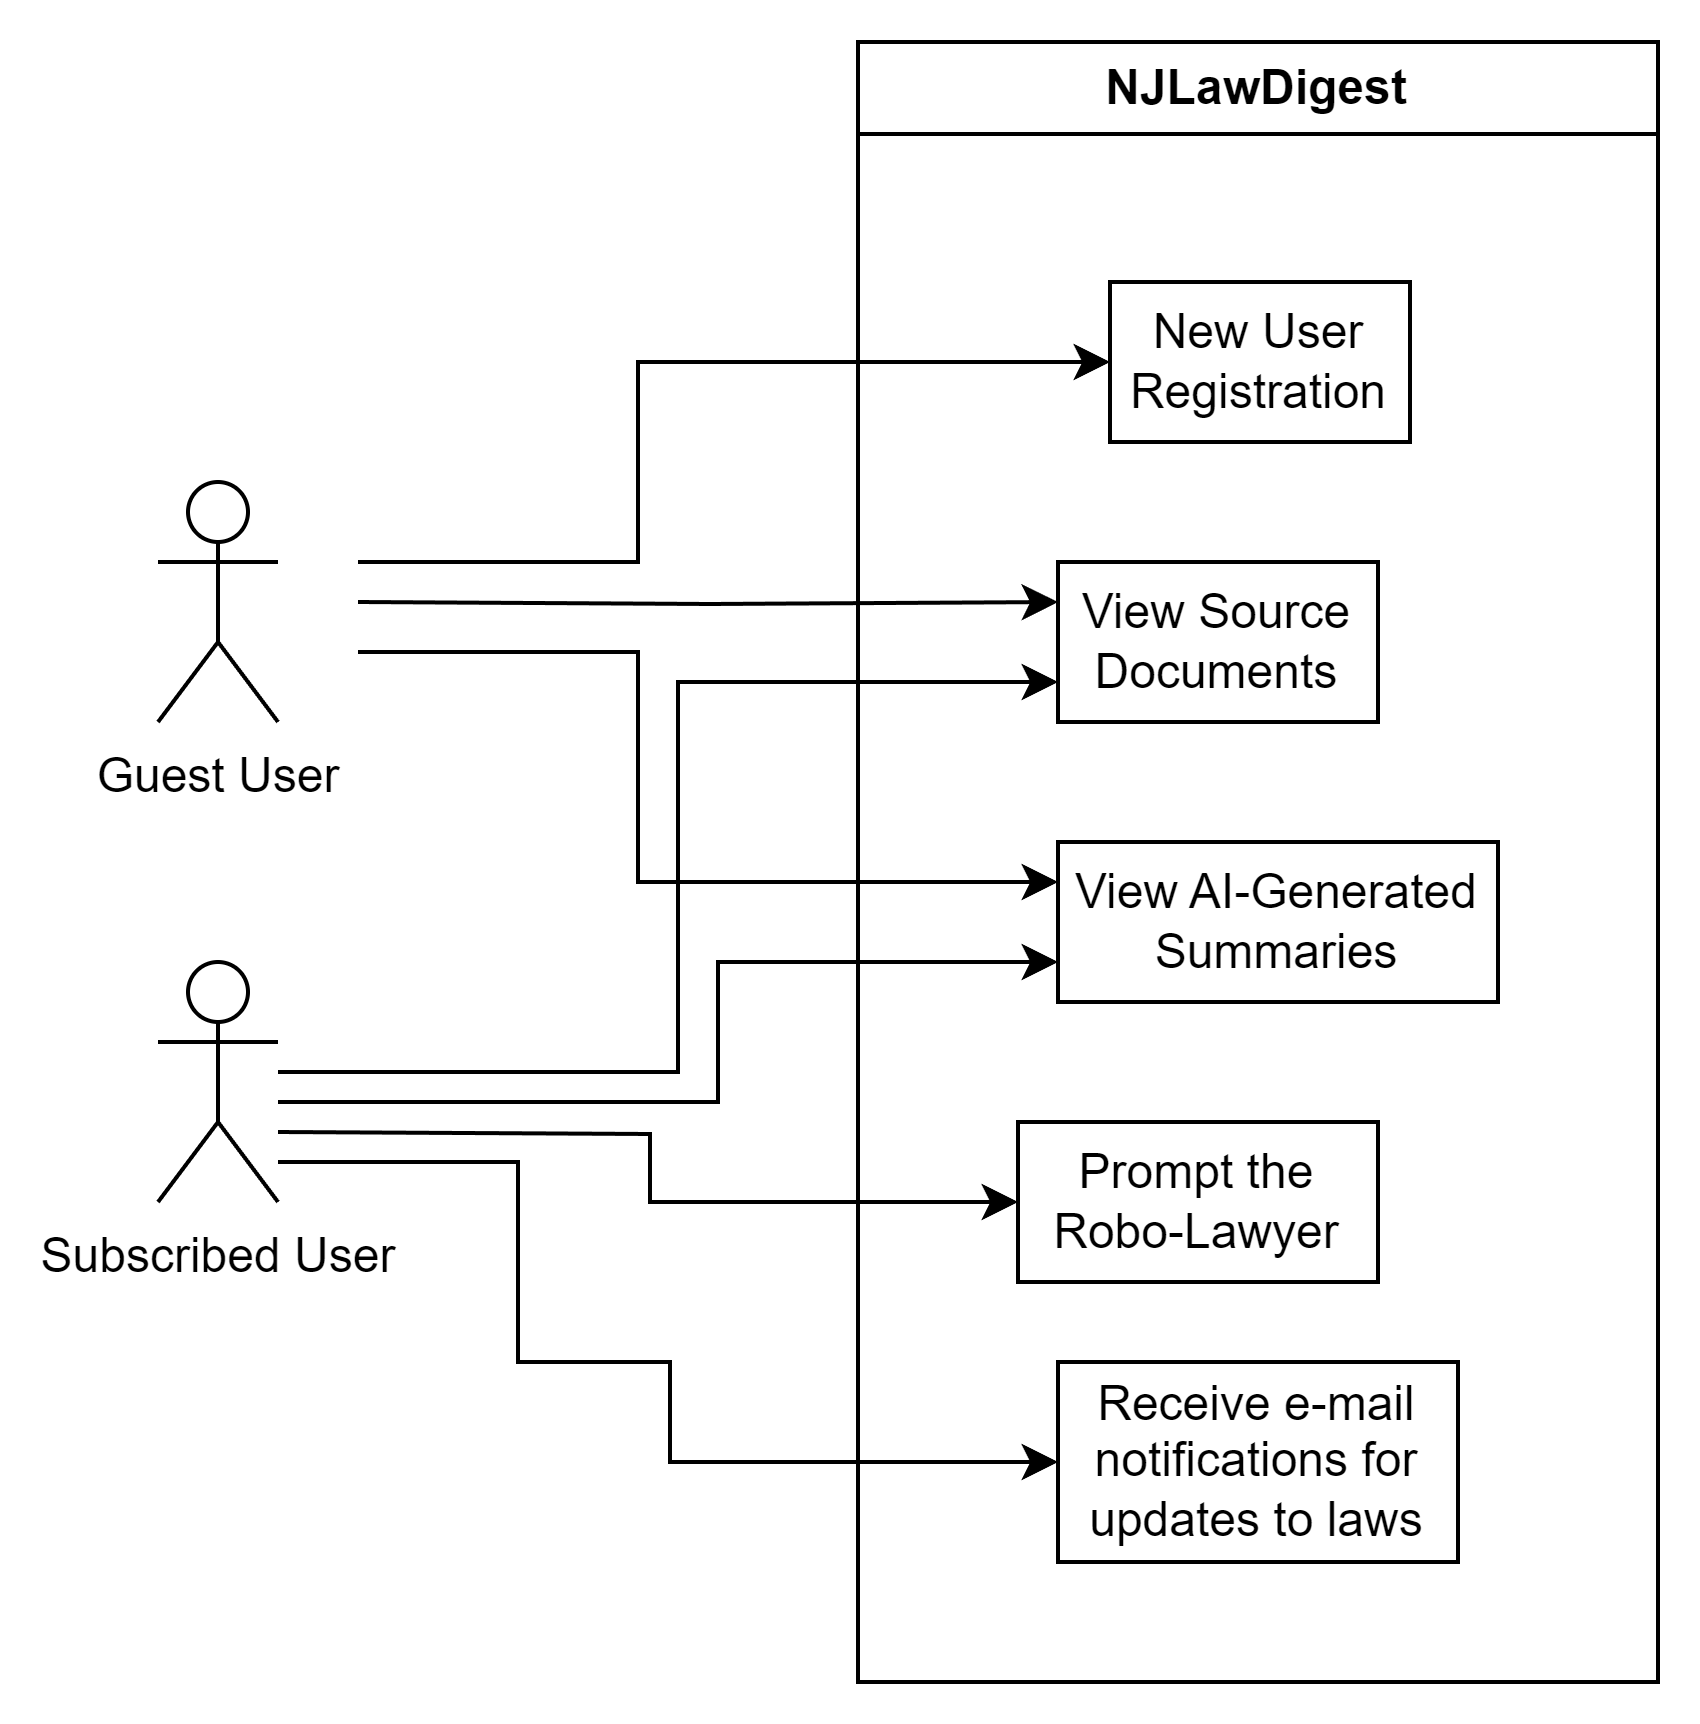 NJLawDigest
New User
Registration
View Source
Documents
Guest User
View AI-Generated
Summaries
Prompt the
Robo-Lawyer
Subscribed User
Receive e-mail
notifications for
updates to laws